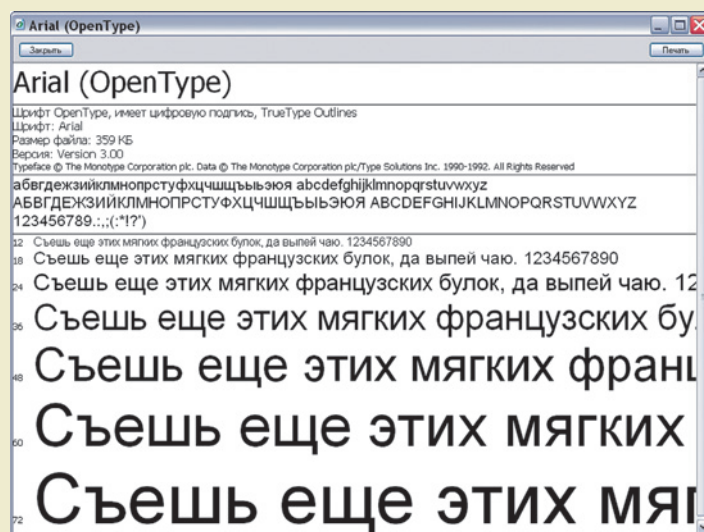 Arial (OpenType)
Закрыть Печать
Arial (OpenType)
Шрифт OpenType, имеет цифровую подпись, TrueType Outlines
Шрифт: Arial
Размер файла: 359 КБ
Версия: Version 3.00
Typeface © The Monotype Corporation plc. Data © The Monotype Corporation plc/Type Solutions Inc. 1990-1992. All Rights Reserved
абвгдежзийклмнопрстуфхцчшщъыьэюя abcdefghijklmnopqrstuvwxyz
АБВГДЕЖЗИЙКЛМНОПРСТУФХЦЧШЩЪЫЬЭЮЯ ABCDEFGHIJKLMNOPQRSTUVWXYZ
123456789.:,;(:*!?')
12 Съешь еще этих мягких французских булок, да выпей чаю. 1234567890
18 Съешь еще этих мягких французских булок, да выпей чаю. 1234567890
24 Съешь еще этих мягких французских булок, да выпей чаю. 12
36 Съешь еще этих мягких французских бу
48 Съешь еще этих мягких франц
60 Съешь еще этих мягких
72 Съешь еще этих мяг